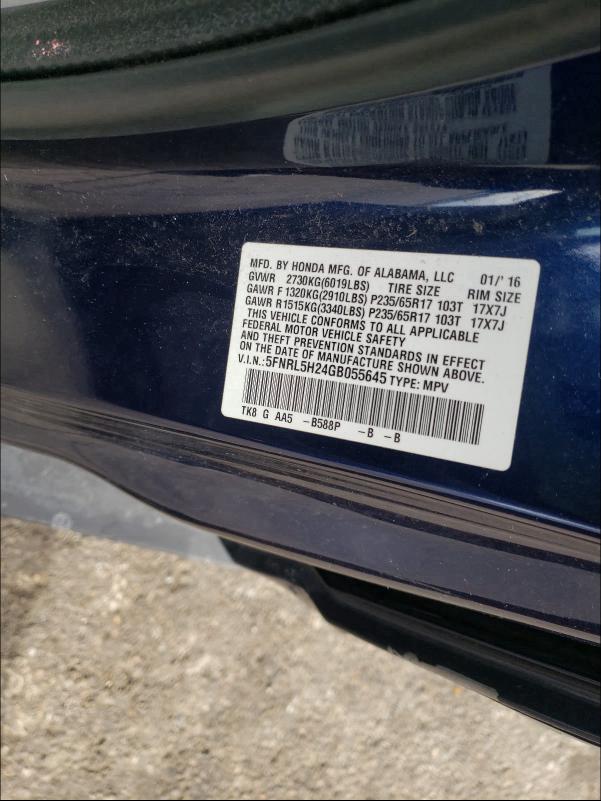 MFD. BY HONDA MFG. OF ALABAMA, LLC 01/'16
GVWR 2730KG(6019LBS) TIRE SIZE RIM SIZE
GAWR F 1320KG(2910LBS) P235/65R17 103T 17X7J
GAWR R1515KG(3340LBS) P235/65R17 103T 17X7J
THIS VEHICLE CONFORMS TO ALL APPLICABLE
FEDERAL MOTOR VEHICLE SAFETY
AND THEFT PREVENTION STANDARDS IN EFFECT
ON THE DATE OF MANUFACTURE SHOWN ABOVE.
V.I.N.:5FNRL5H24GB055645 TYPE: MPV
TK8 G AA5 -B588P -B -B